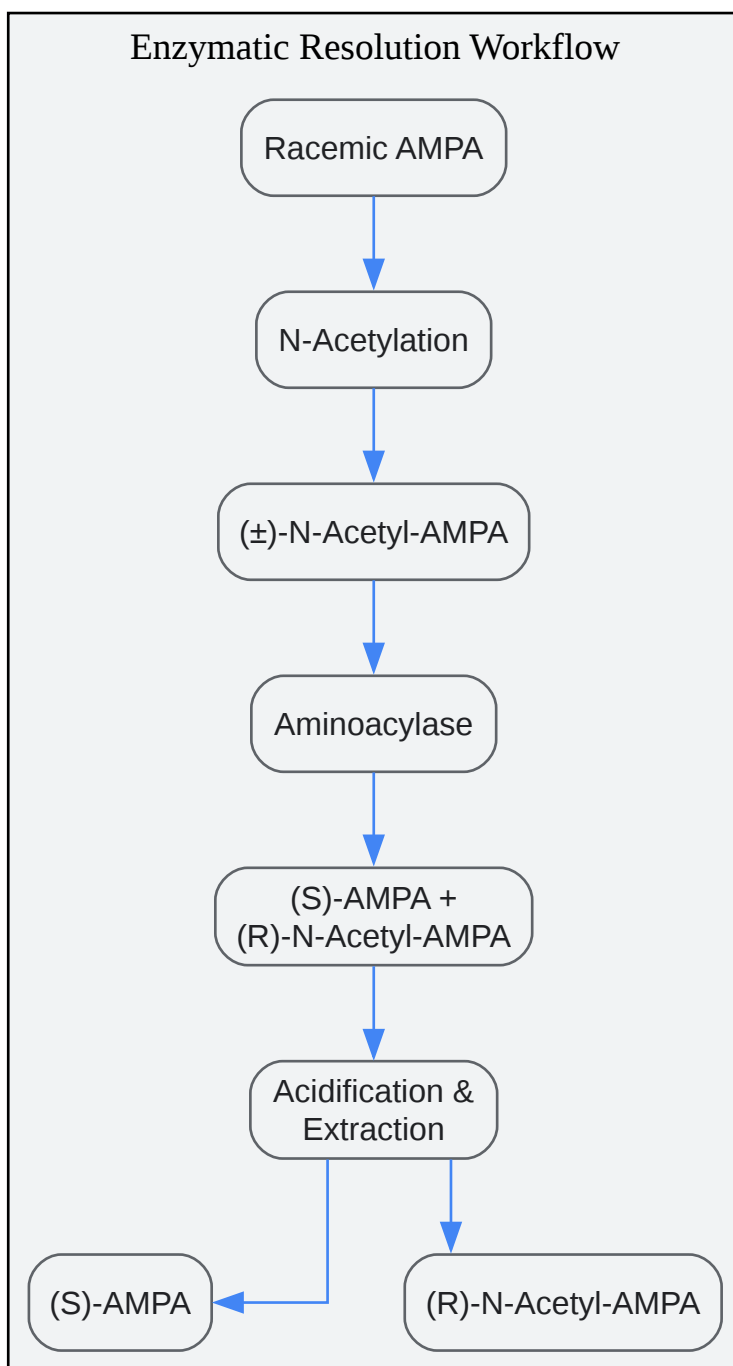 Enzymatic Resolution Workflow
Racemic AMPA
N-Acetylation
(±)-N-Acetyl-AMPA
Aminoacylase
(S)-AMPA +
(R)-N-Acetyl-AMPA
Acidification &
Extraction
(S)-AMPA
(R)-N-Acetyl-AMPA